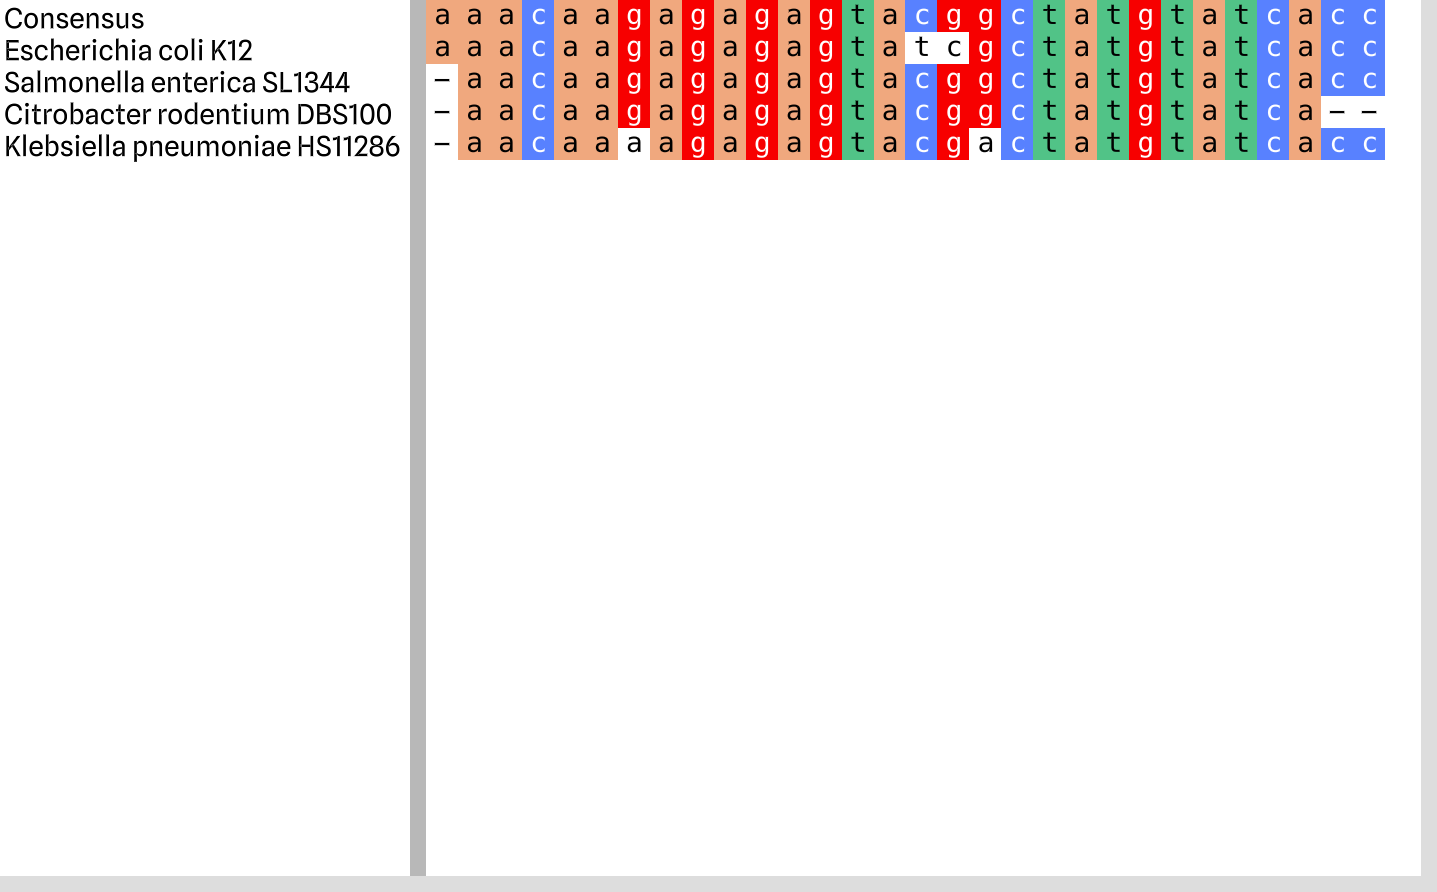 Consensus a a a c a a g a g a g a g t a c g g c t a t g t a t c a c c
Escherichia coli K12 a a a c a a g a g a g a g t a t c g c t a t g t a t c a c c
Salmonella enterica SL1344 – a a c a a g a g a g a g t a c g g c t a t g t a t c a c c
Citrobacter rodentium DBS100 – a a c a a g a g a g a g t a c g g c t a t g t a t c a – –
Klebsiella pneumoniae HS11286 – a a c a a a a g a g a g t a c g a c t a t g t a t c a c c